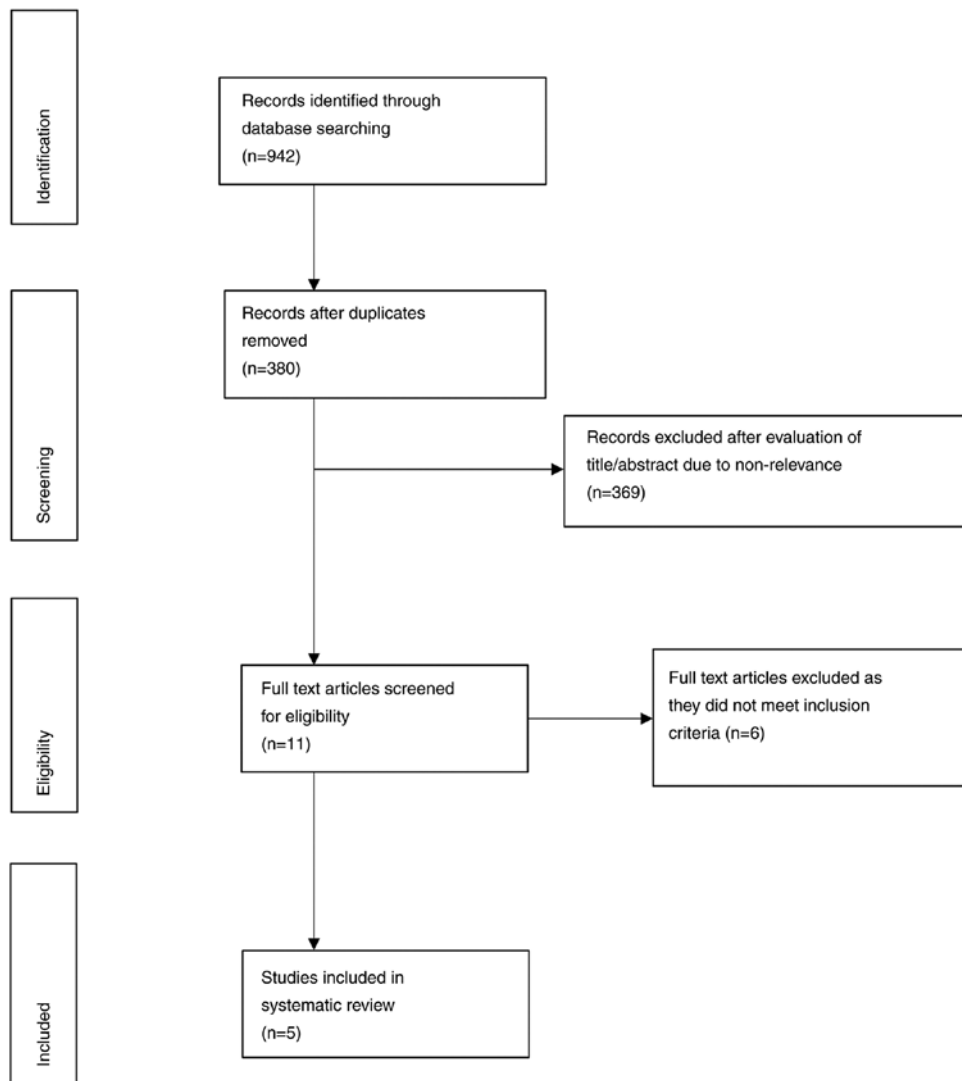 Identification
Records identified through
database searching
(n=942)
Screening
Records after duplicates
removed
(n=380)
Records excluded after evaluation of
title/abstract due to non-relevance
(n=369)
Eligibility
Full text articles screened
for eligibility
(n=11)
Full text articles excluded as
they did not meet inclusion
criteria (n=6)
Included
Studies included in
systematic review
(n=5)